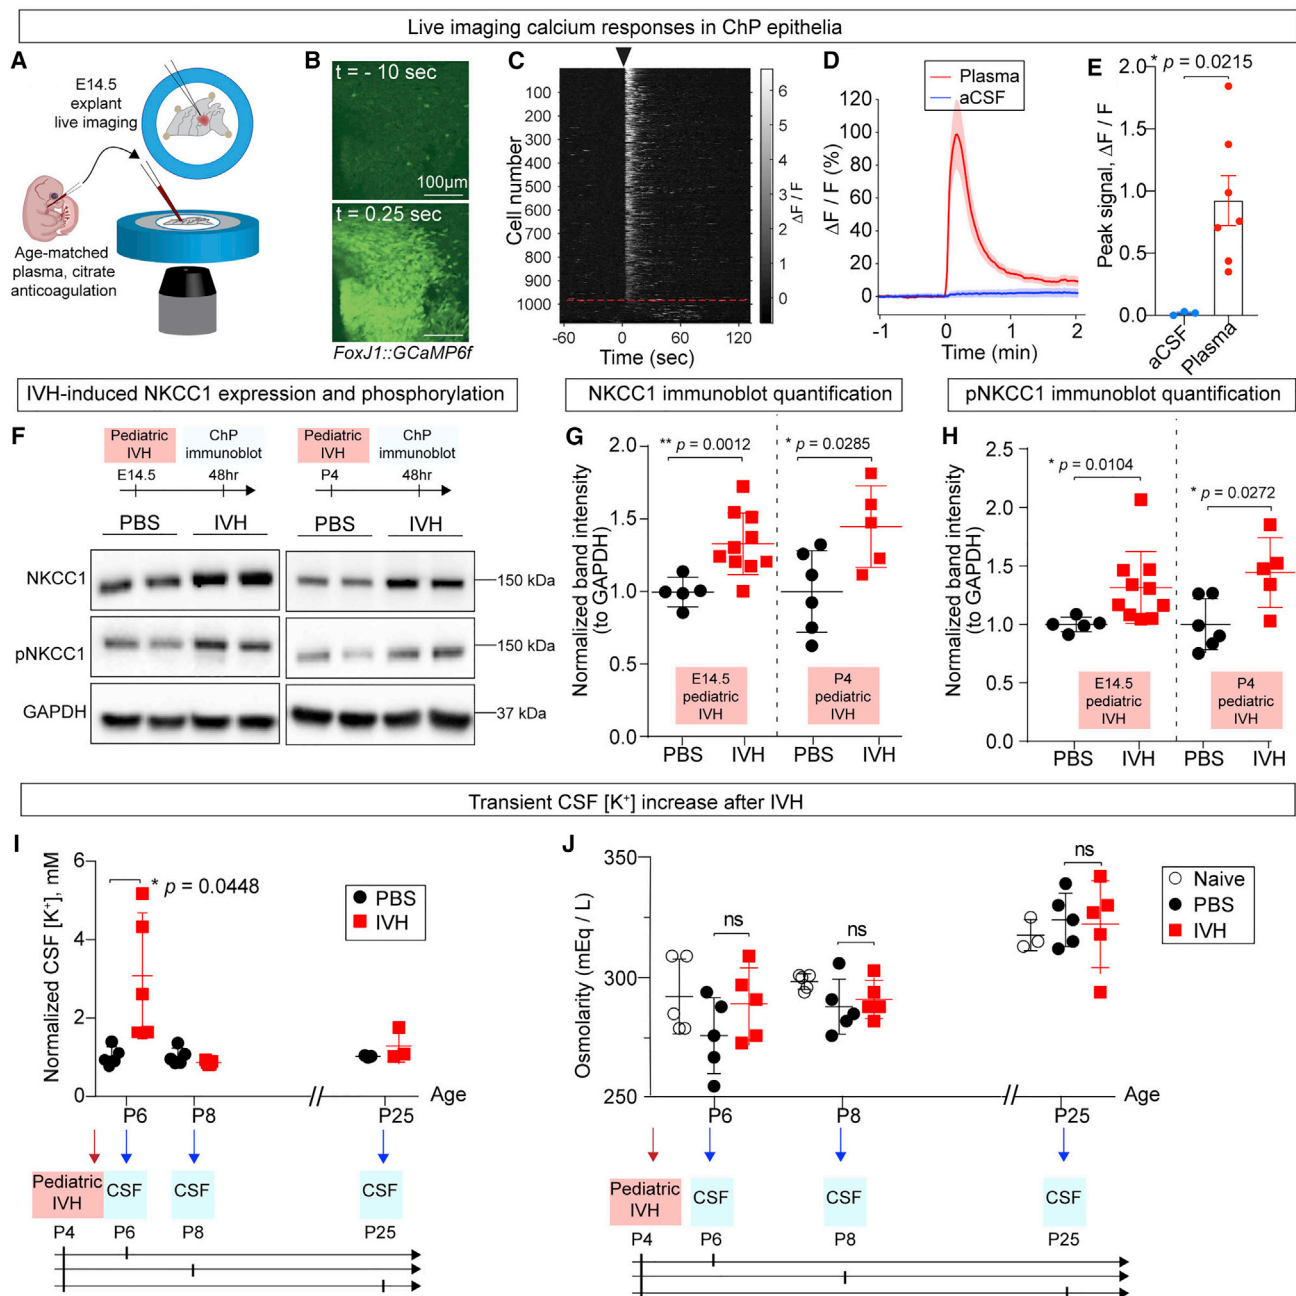 Live imaging calcium responses in ChP epithelia
A
E14.5
explant
live imaging
Age-matched
plasma, citrate
anticoagulation
B
t = - 10 sec
100µm
t = 0.25 sec
FoxJ1::GCaMP6f
C
Cell number
100
200
300
400
500
600
700
800
900
1000
-60
0
60
120
Time (sec)
6
5
4
3
2
1
0
ΔF / F
D
Plasma
aCSF
ΔF / F (%)
120
100
80
60
40
20
0
-1
0
1
2
Time (min)
E
* p = 0.0215
Peak signal, ΔF / F
2.0
1.5
1.0
0.5
0.0
aCSF
Plasma
IVH-induced NKCC1 expression and phosphorylation
F
Pediatric
IVH
ChP
immunoblot
E14.5
48hr
Pediatric
IVH
ChP
immunoblot
P4
48hr
PBS
IVH
PBS
IVH
NKCC1
150 kDa
pNKCC1
150 kDa
GAPDH
37 kDa
NKCC1 immunoblot quantification
G
Normalized band intensity
(to GAPDH)
2.0
1.5
1.0
0.5
0.0
** p = 0.0012
* p = 0.0285
E14.5
pediatric
IVH
P4
pediatric
IVH
PBS
IVH
PBS
IVH
pNKCC1 immunoblot quantification
H
Normalized band intensity
(to GAPDH)
2.5
2.0
1.5
1.0
0.5
0.0
* p = 0.0104
* p = 0.0272
E14.5
pediatric
IVH
P4
pediatric
IVH
PBS
IVH
PBS
IVH
Transient CSF [K⁺] increase after IVH
I
Normalized CSF [K⁺], mM
6
4
2
0
* p = 0.0448
PBS
IVH
Age
P6
P8
P25
Pediatric
IVH
CSF
CSF
CSF
P4
P6
P8
P25
J
Osmolarity (mEq / L)
350
300
250
ns
ns
ns
Naive
PBS
IVH
Age
P6
P8
P25
Pediatric
IVH
CSF
CSF
CSF
P4
P6
P8
P25